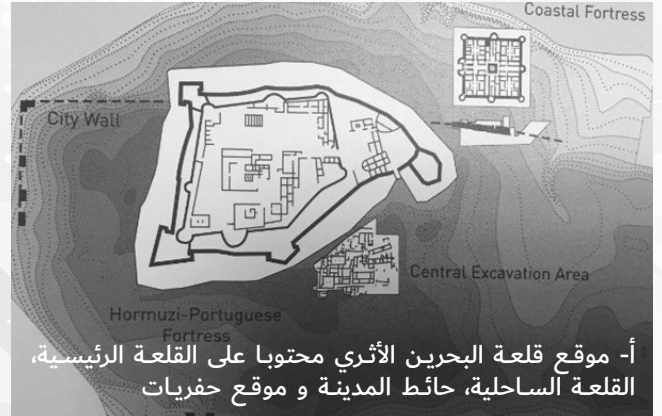 Coastal Fortress
City Wall
Central Excavation Area
Hormuzi-Portuguese
Fortress
أ- موقع قلعة البحرين الأثري محتوبا على القلعة الرئيسية،
القلعة الساحلية، حائط المدينة و موقع حفريات